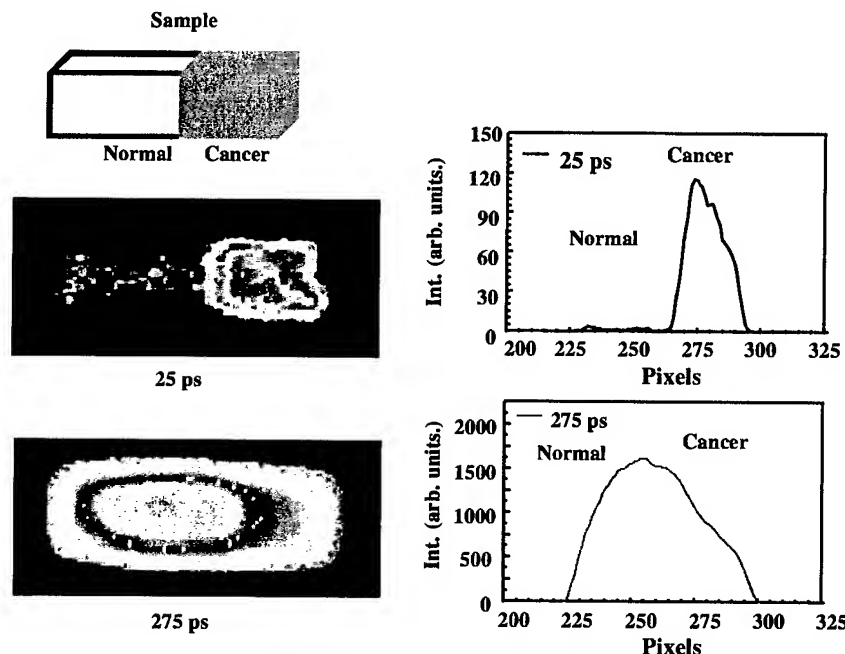 Sample
Normal Cancer
25 ps
275 ps
Int. (arb. units.)
150
120
90
60
30
0
25 ps
Cancer
Normal
200 225 250 275 300 325
Pixels
Int. (arb. units.)
2000
1500
1000
500
0
275 ps
Normal Cancer
200 225 250 275 300 325
Pixels